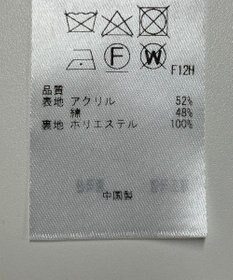 F W F12H
品質
表地 アクリル 52%
綿 48%
裏地 ポリエステル 100%
中国製